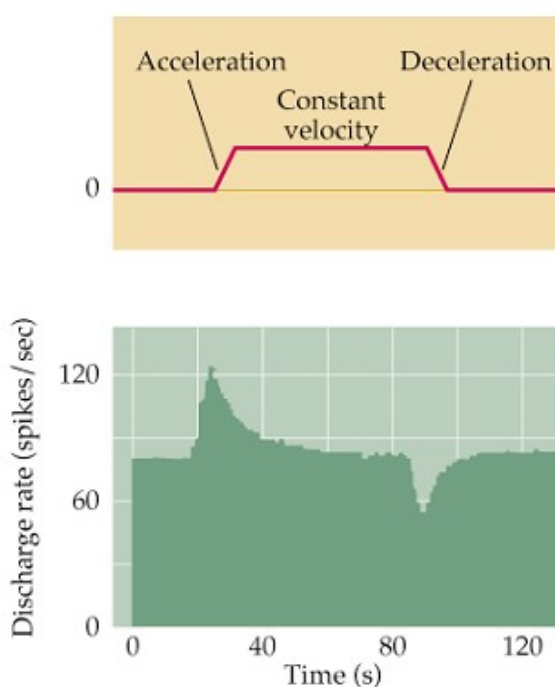 Acceleration
Deceleration
Constant
velocity
0
Discharge rate (spikes/sec)
120
60
0
0
40
80
120
Time (s)